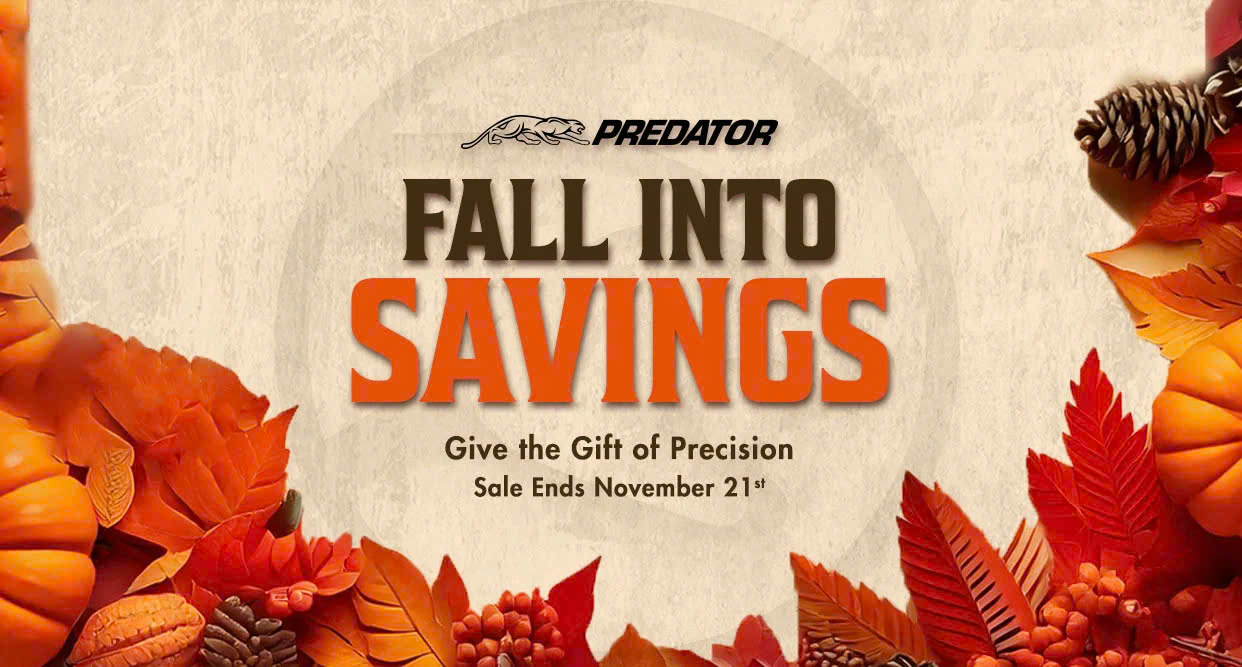 PREDATOR
FALL INTO
SAVINGS
Give the Gift of Precision
Sale Ends November 21st